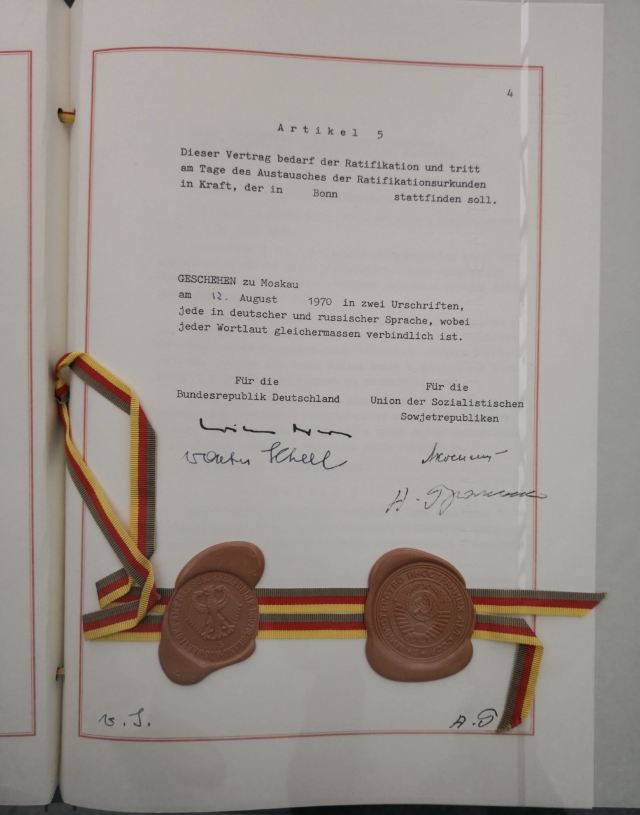 4
Artikel 5
Dieser Vertrag bedarf der Ratifikation und tritt
am Tage des Austausches der Ratifikationsurkunden
in Kraft, der in Bonn stattfinden soll.
GESCHEHEN zu Moskau
am 12. August 1970 in zwei Urschriften,
jede in deutscher und russischer Sprache, wobei
jeder Wortlaut gleichermassen verbindlich ist.
Für die
Bundesrepublik Deutschland
Für die
Union der Sozialistischen
Sowjetrepubliken
Walter Scheel
А. Громыко